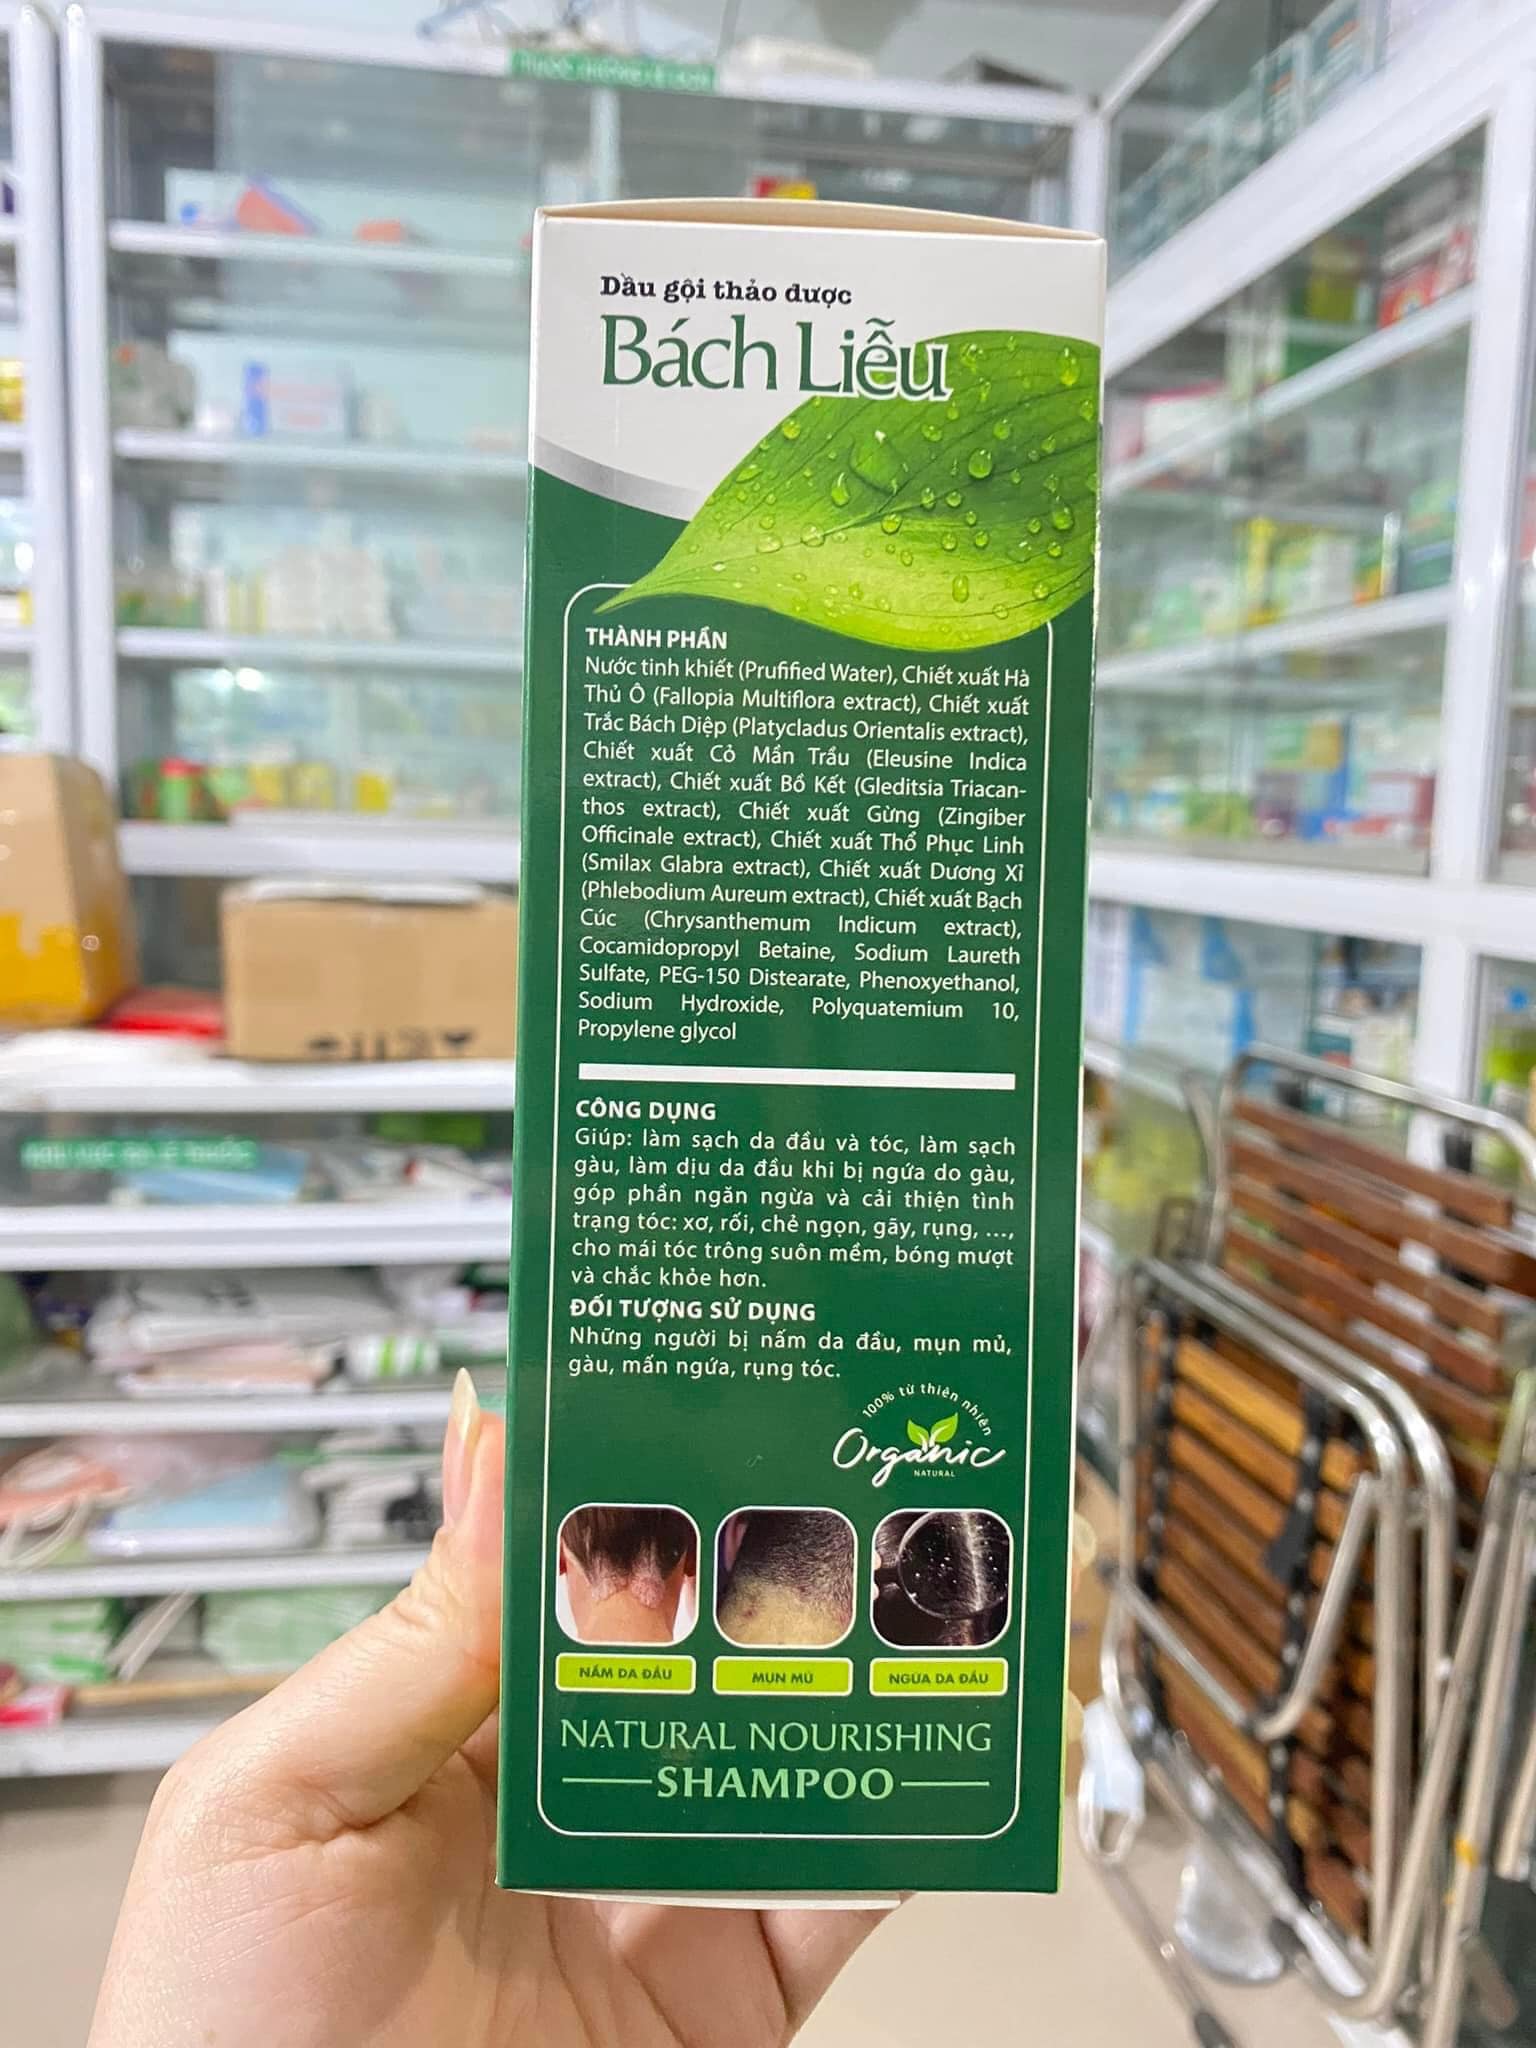 Dầu gội thảo dược
Bách Liễu
THÀNH PHẦN
Nước tinh khiết (Prufified Water), Chiết xuất Hà
Thủ Ô (Fallopia Multiflora extract), Chiết xuất
Trắc Bách Diệp (Platycladus Orientalis extract),
Chiết xuất Cỏ Mần Trầu (Eleusine Indica
extract), Chiết xuất Bồ Kết (Gleditsia Triacan-
thos extract), Chiết xuất Gừng (Zingiber
Officinale extract), Chiết xuất Thổ Phục Linh
(Smilax Glabra extract), Chiết xuất Dương Xỉ
(Phlebodium Aureum extract), Chiết xuất Bạch
Cúc (Chrysanthemum Indicum extract),
Cocamidopropyl Betaine, Sodium Laureth
Sulfate, PEG-150 Distearate, Phenoxyethanol,
Sodium Hydroxide, Polyquatemium 10,
Propylene glycol
CÔNG DỤNG
Giúp: làm sạch da đầu và tóc, làm sạch
gàu, làm dịu da đầu khi bị ngứa do gàu,
góp phần ngăn ngừa và cải thiện tình
trạng tóc: xơ, rối, chẻ ngọn, gãy, rụng, ...,
cho mái tóc trông suôn mềm, bóng mượt
và chắc khỏe hơn.
ĐỐI TƯỢNG SỬ DỤNG
Những người bị nấm da đầu, mụn mủ,
gàu, mẩn ngứa, rụng tóc.
100% từ thiên nhiên
Organic
NATURAL
NẤM DA ĐẦU
MỤN MỦ
NGỨA DA ĐẦU
NATURAL NOURISHING
SHAMPOO